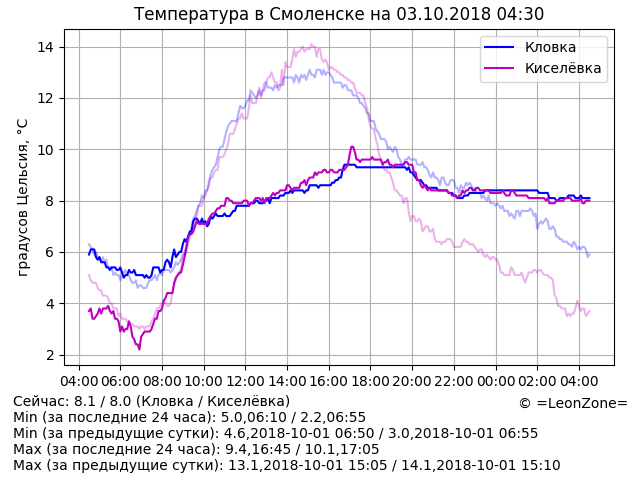 Температура в Смоленске на 03.10.2018 04:30
градусов Цельсия, °C
14
12
10
8
6
4
2
Кловка
Киселёвка
04:00 06:00 08:00 10:00 12:00 14:00 16:00 18:00 20:00 22:00 00:00 02:00 04:00
Сейчас: 8.1 / 8.0 (Кловка / Киселёвка)
© =LeonZone=
Min (за последние 24 часа): 5.0,06:10 / 2.2,06:55
Min (за предыдущие сутки): 4.6,2018-10-01 06:50 / 3.0,2018-10-01 06:55
Max (за последние 24 часа): 9.4,16:45 / 10.1,17:05
Max (за предыдущие сутки): 13.1,2018-10-01 15:05 / 14.1,2018-10-01 15:10